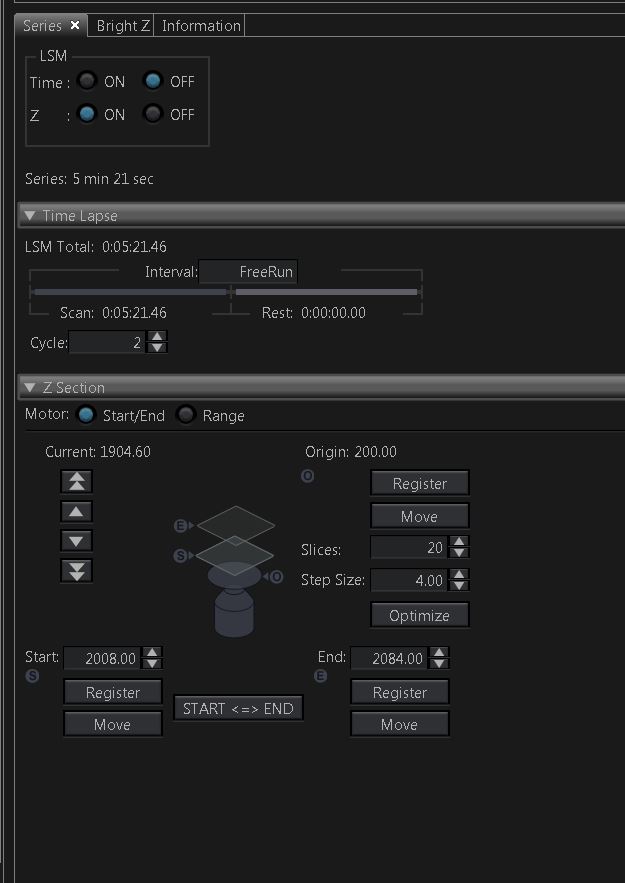 Series × Bright Z Information
LSM
Time : ON OFF
Z : ON OFF
Series: 5 min 21 sec
Time Lapse
LSM Total: 0:05:21.46
Interval: FreeRun
Scan: 0:05:21.46 Rest: 0:00:00.00
Cycle: 2
Z Section
Motor: Start/End Range
Current: 1904.60 Origin: 200.00
O
Register
Move
E
S
O
Slices: 20
Step Size: 4.00
Optimize
Start: 2008.00 End: 2084.00
S E
Register Register
START <=> END
Move Move